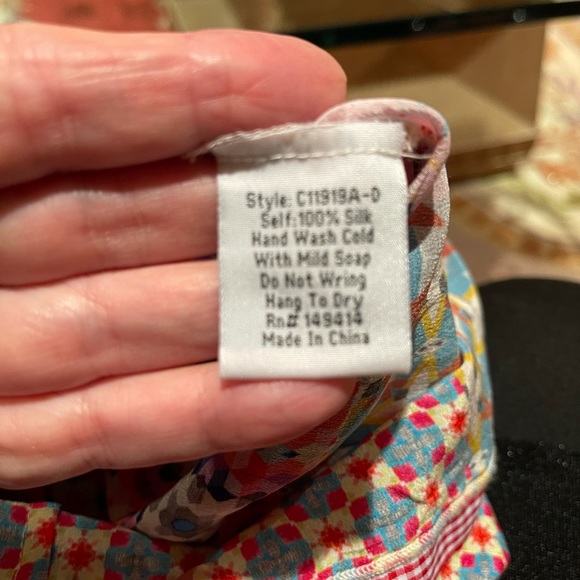 Style: C11919A-D
Self: 100% Silk
Hand Wash Cold
With Mild Soap
Do Not Wring
Hang To Dry
Rn# 149414
Made In China